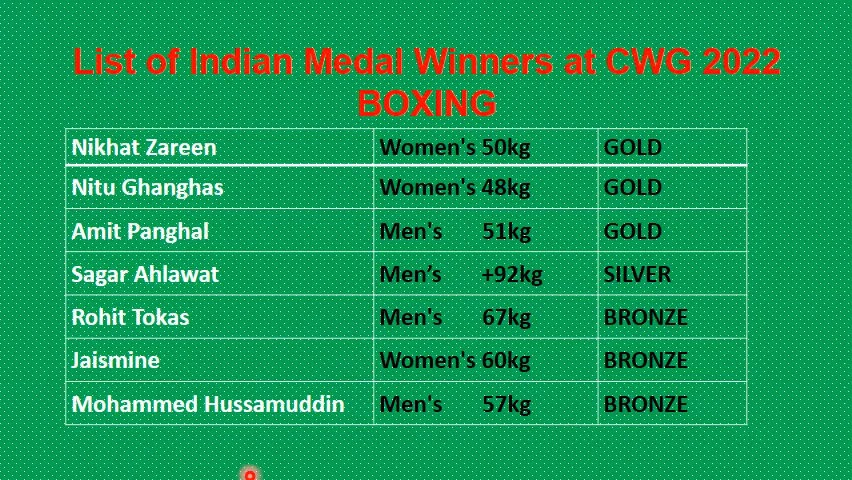 List of Indian Medal Winners at CWG 2022
BOXING
Nikhat Zareen Women's 50kg GOLD
Nitu Ghanghas Women's 48kg GOLD
Amit Panghal Men's 51kg GOLD
Sagar Ahlawat Men’s +92kg SILVER
Rohit Tokas Men's 67kg BRONZE
Jaismine Women's 60kg BRONZE
Mohammed Hussamuddin Men's 57kg BRONZE